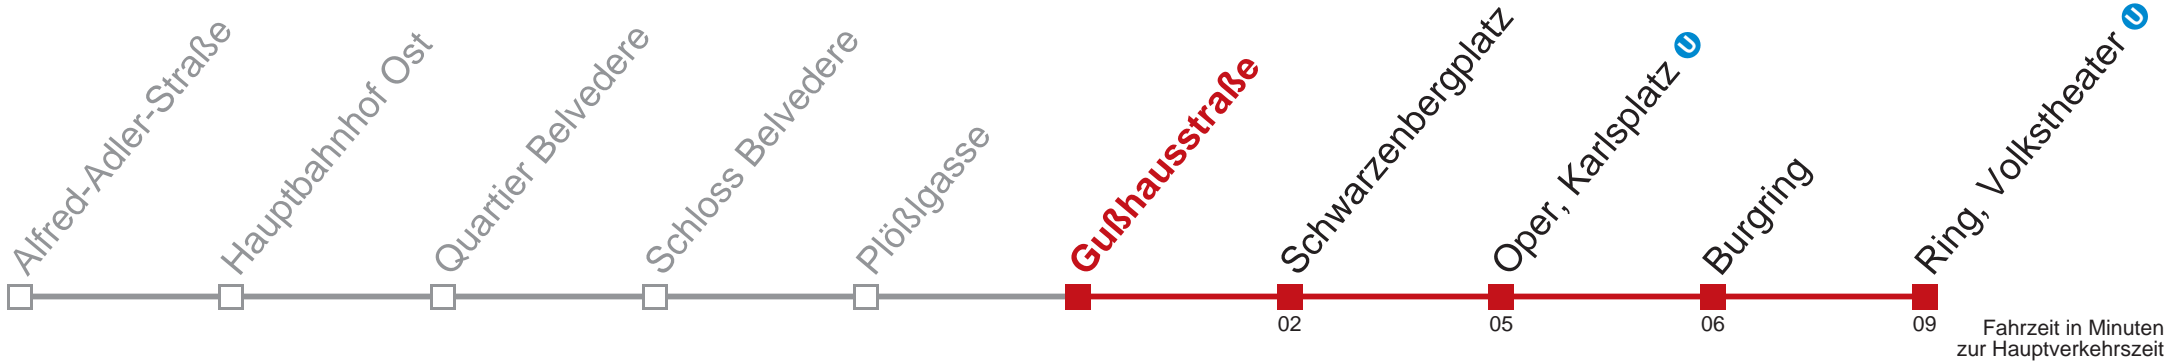 Alfred-Adler-Straße
Hauptbahnhof Ost
Quartier Belvedere
Schloss Belvedere
Plößlgasse
Gußhausstraße
Schwarzenbergplatz
Oper, Karlsplatz U
Burgring
Ring, Volkstheater U
02
05
06
09
Fahrzeit in Minuten
zur Hauptverkehrszeit